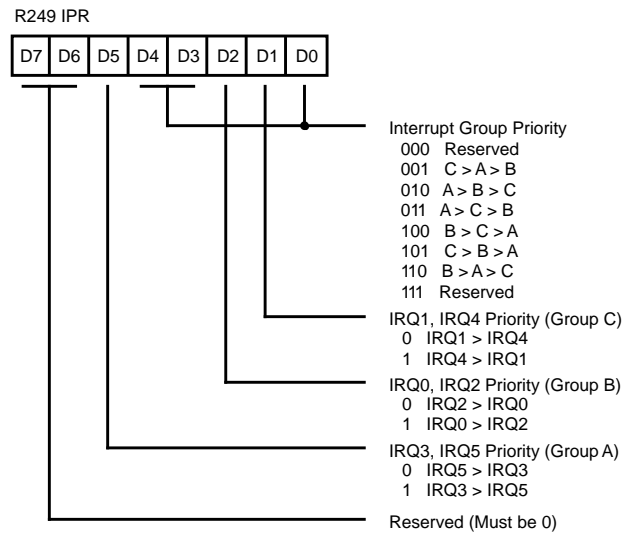 R249 IPR
D7 D6 D5 D4 D3 D2 D1 D0
Interrupt Group Priority
000 Reserved
001 C > A > B
010 A > B > C
011 A > C > B
100 B > C > A
101 C > B > A
110 B > A > C
111 Reserved
IRQ1, IRQ4 Priority (Group C)
0 IRQ1 > IRQ4
1 IRQ4 > IRQ1
IRQ0, IRQ2 Priority (Group B)
0 IRQ2 > IRQ0
1 IRQ0 > IRQ2
IRQ3, IRQ5 Priority (Group A)
0 IRQ5 > IRQ3
1 IRQ3 > IRQ5
Reserved (Must be 0)